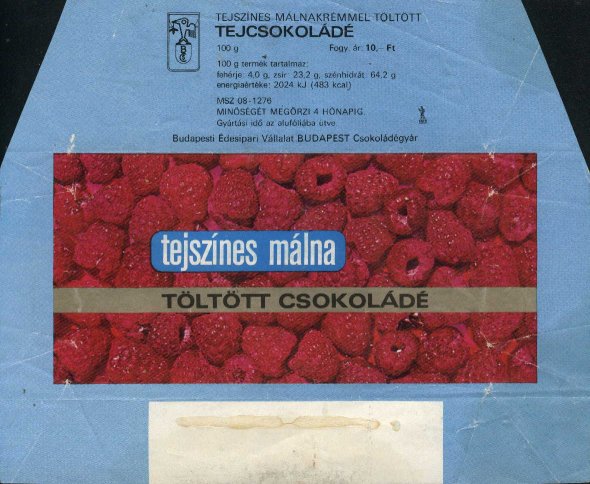 TEJSZÍNES MÁLNAKRÉMMEL TÖLTÖTT
TEJCSOKOLÁDÉ
100 g Fogy. ár: 10,– Ft
100 g termék tartalmaz:
fehérje: 4,0 g, zsír: 23,2 g, szénhidrát: 64,2 g
energiaértéke: 2024 kJ (483 kcal)
MSZ 08-1276
MINŐSÉGÉT MEGŐRZI 4 HÓNAPIG.
Gyártási idő az alufóliába ütve
Budapesti Édesipari Vállalat BUDAPEST Csokoládégyár
tejszínes málna
TÖLTÖTT CSOKOLÁDÉ